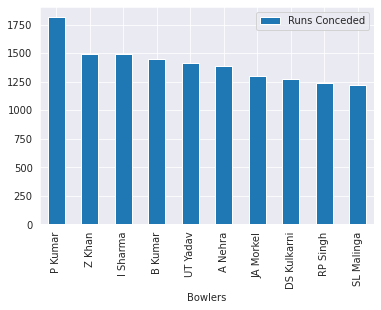 Runs Conceded
1750
1500
1250
1000
750
500
250
0
P Kumar
Z Khan
I Sharma
B Kumar
UT Yadav
A Nehra
JA Morkel
DS Kulkarni
RP Singh
SL Malinga
Bowlers